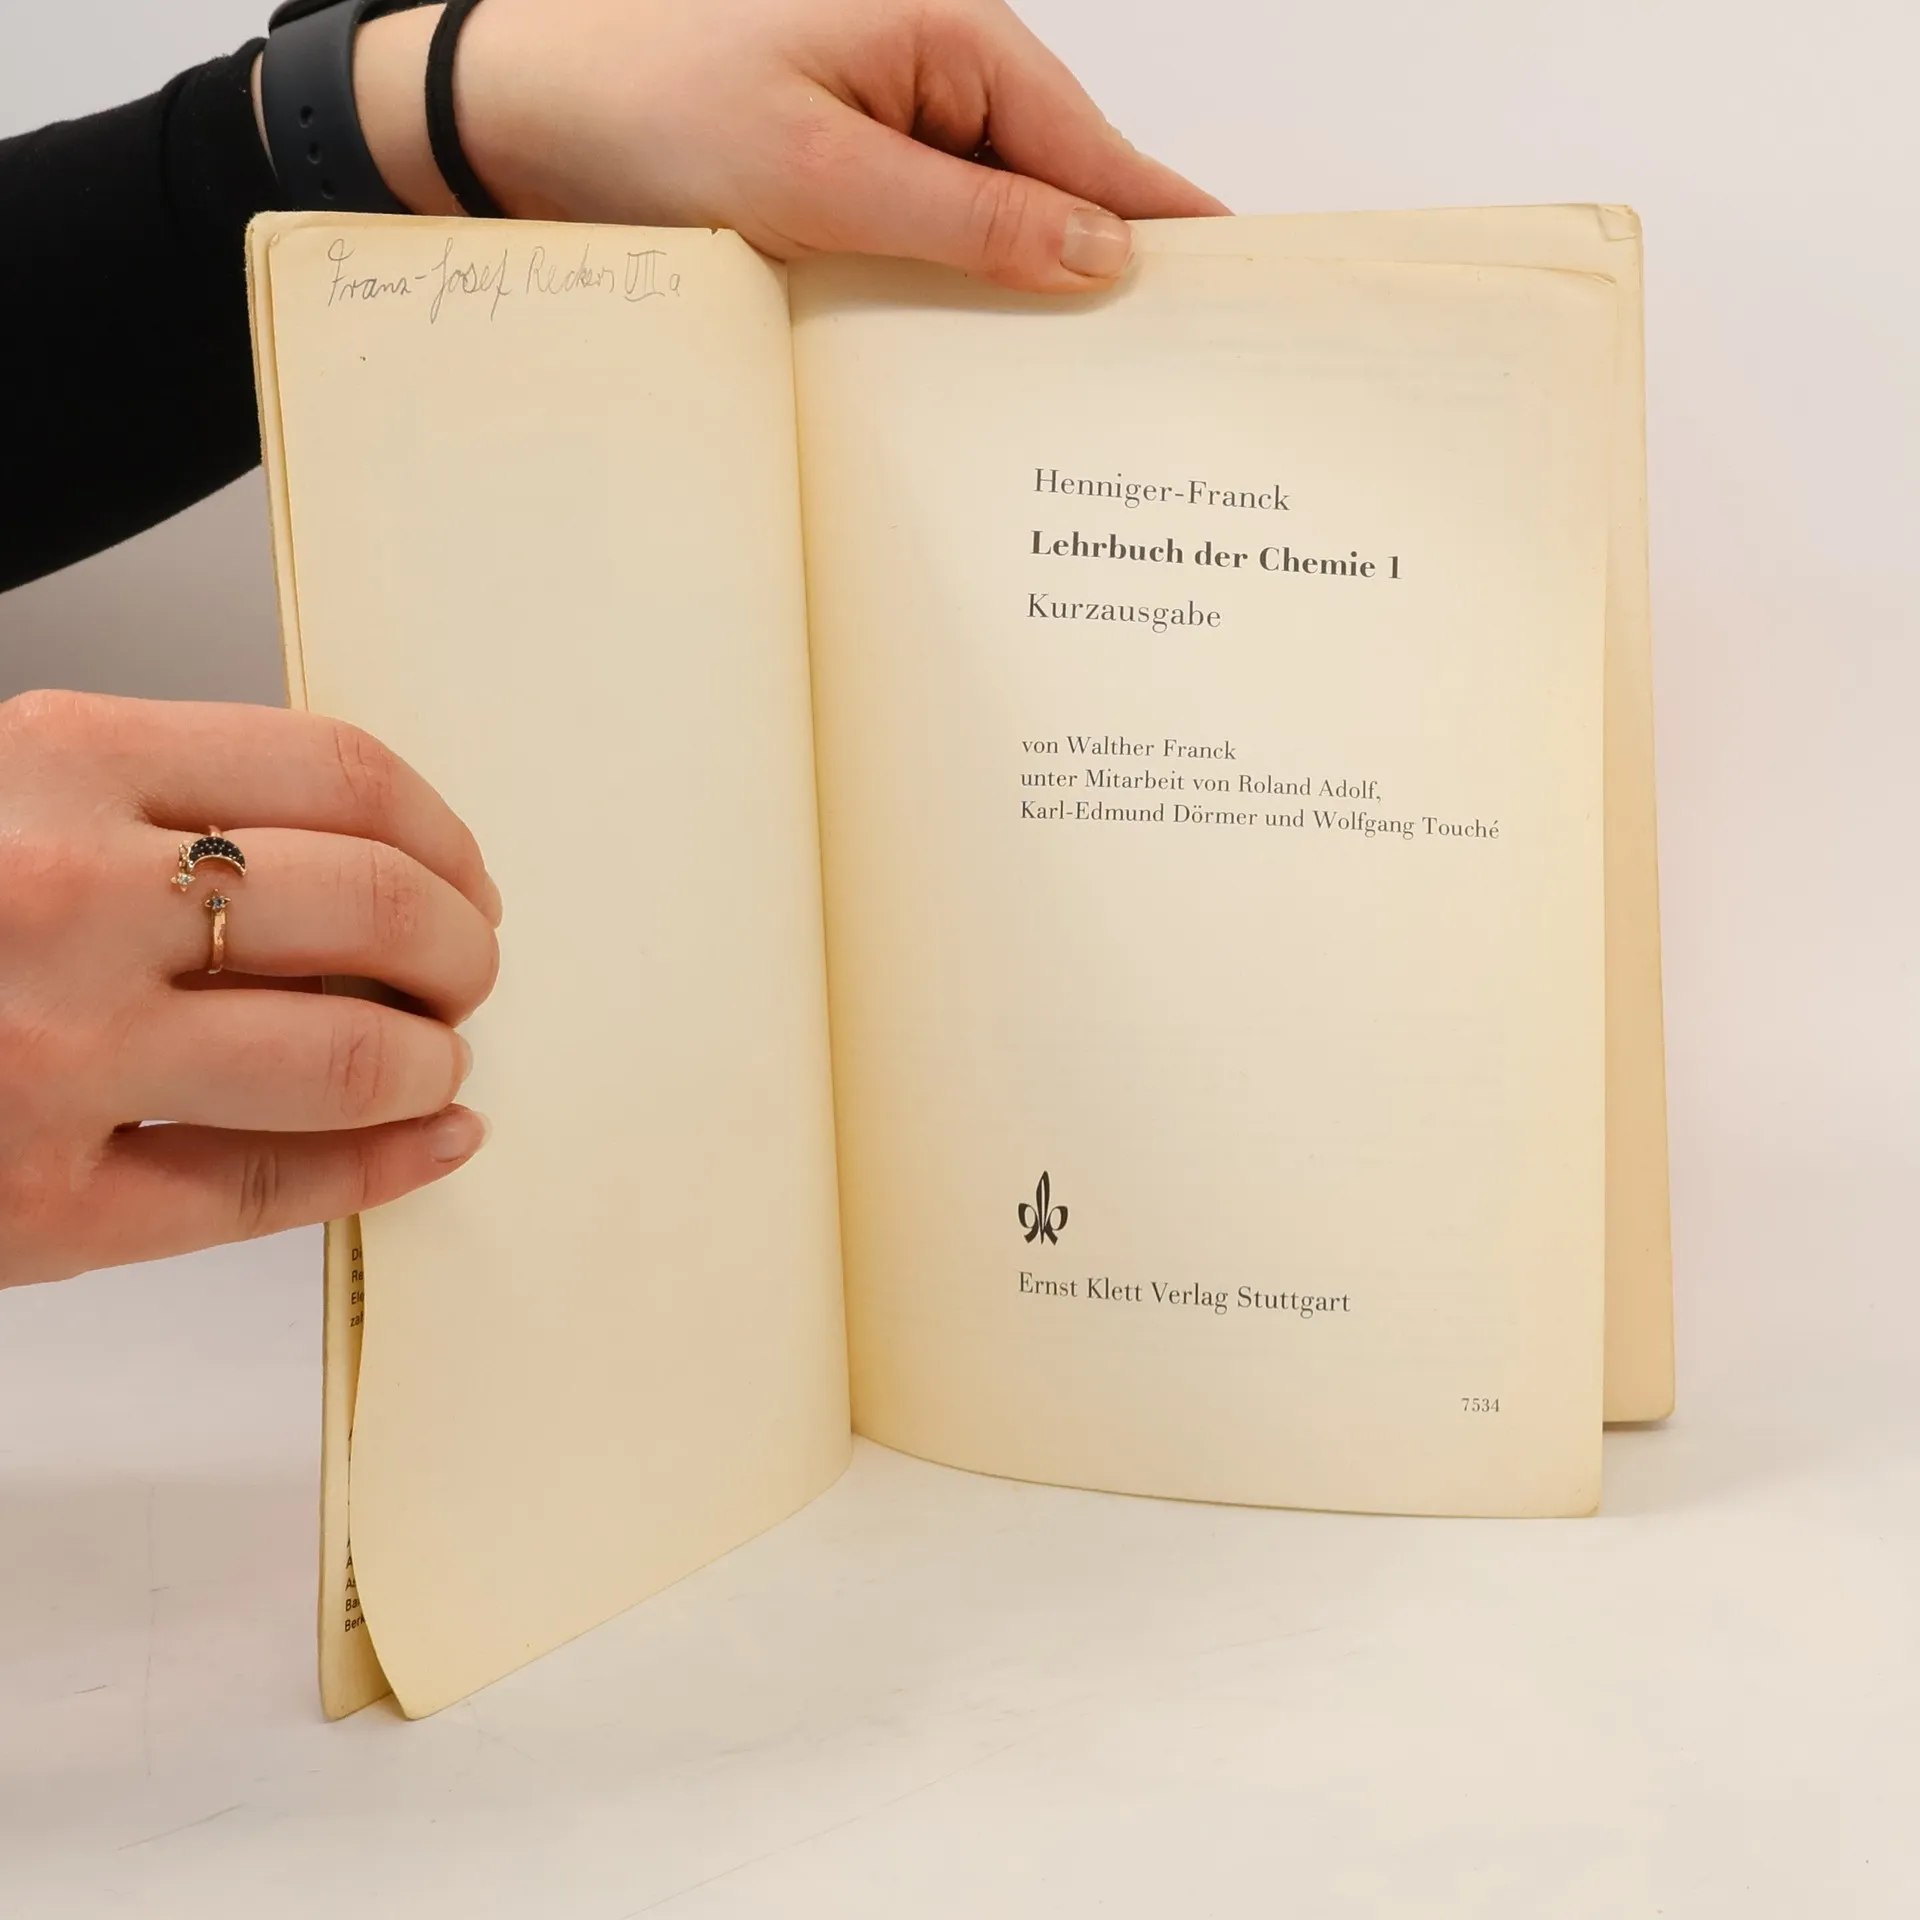 Franz-Josef Reckers VII a
Henniger-Franck
Lehrbuch der Chemie 1
Kurzausgabe
von Walther Franck
unter Mitarbeit von Roland Adolf,
Karl-Edmund Dörmer und Wolfgang Touché
Ernst Klett Verlag Stuttgart
7534